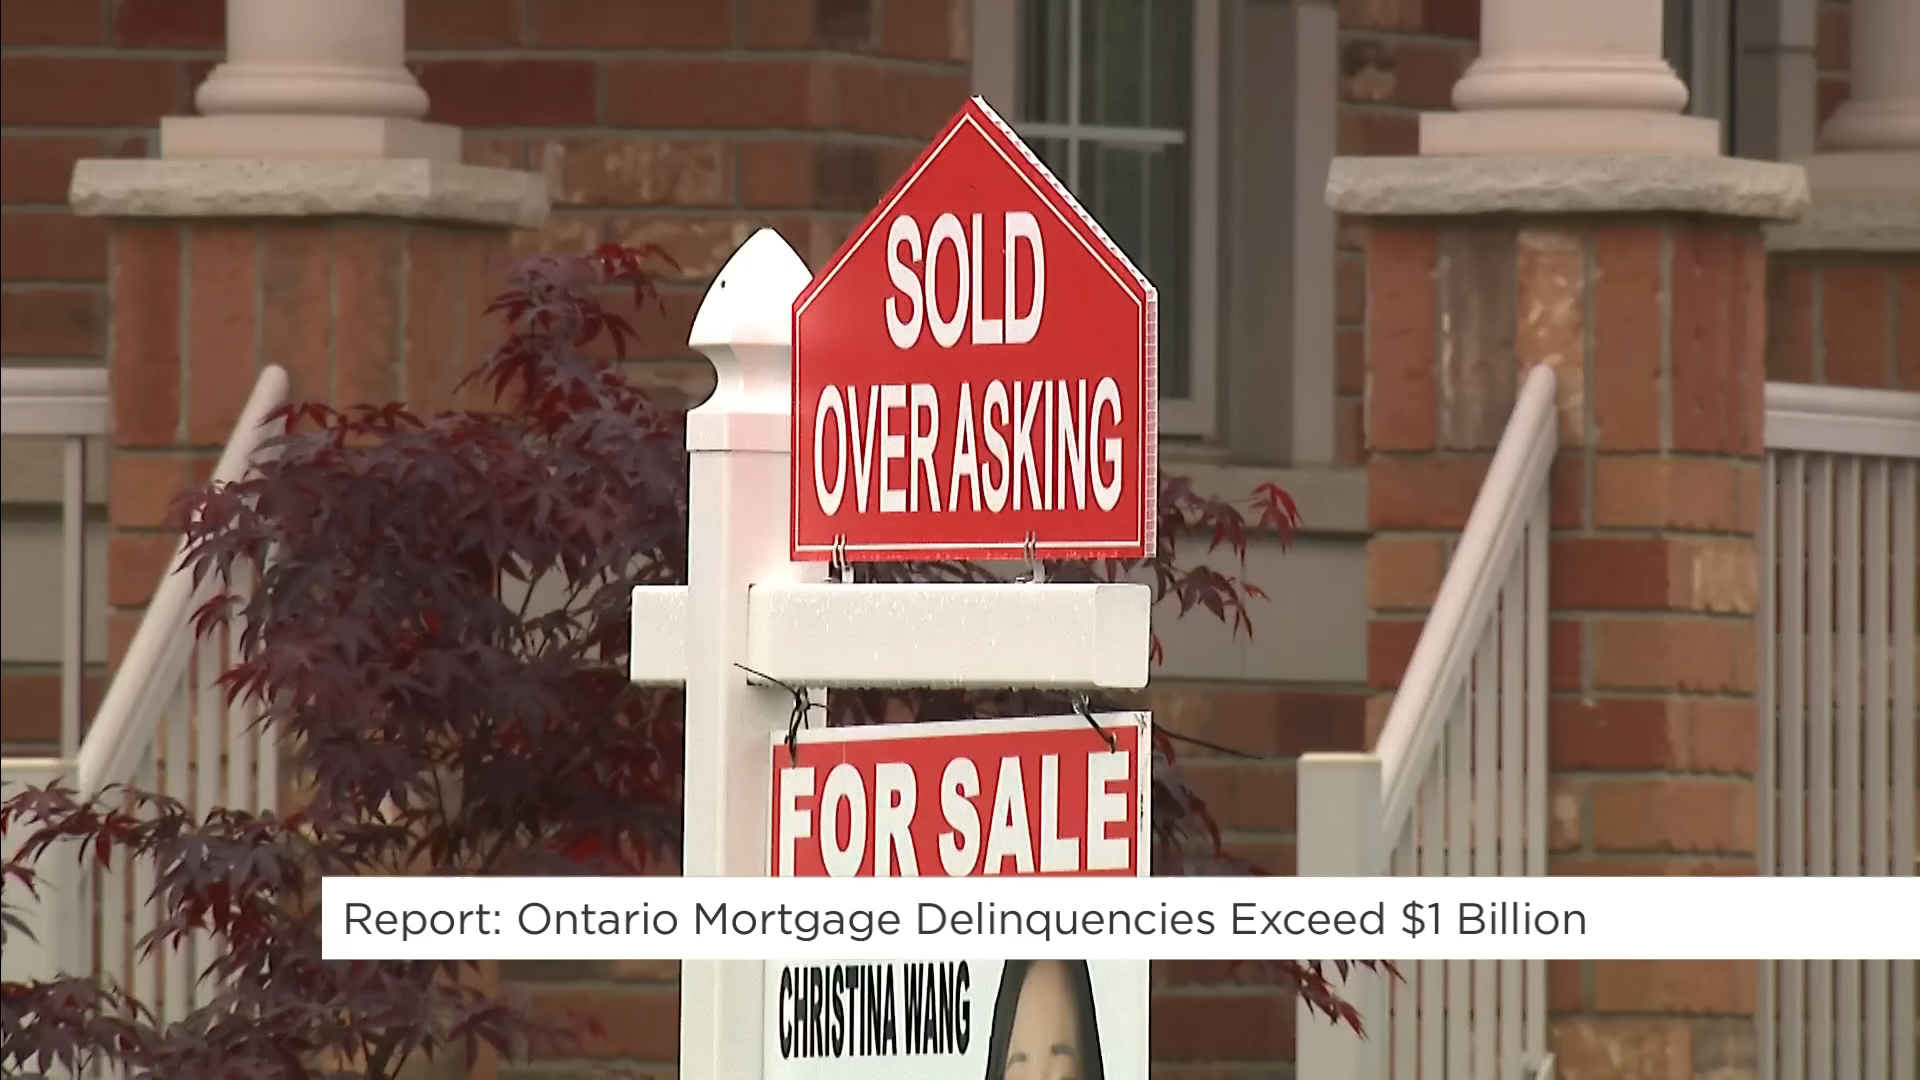 SOLD
OVER ASKING
FOR SALE
Report: Ontario Mortgage Delinquencies Exceed $1 Billion
CHRISTINA WANG